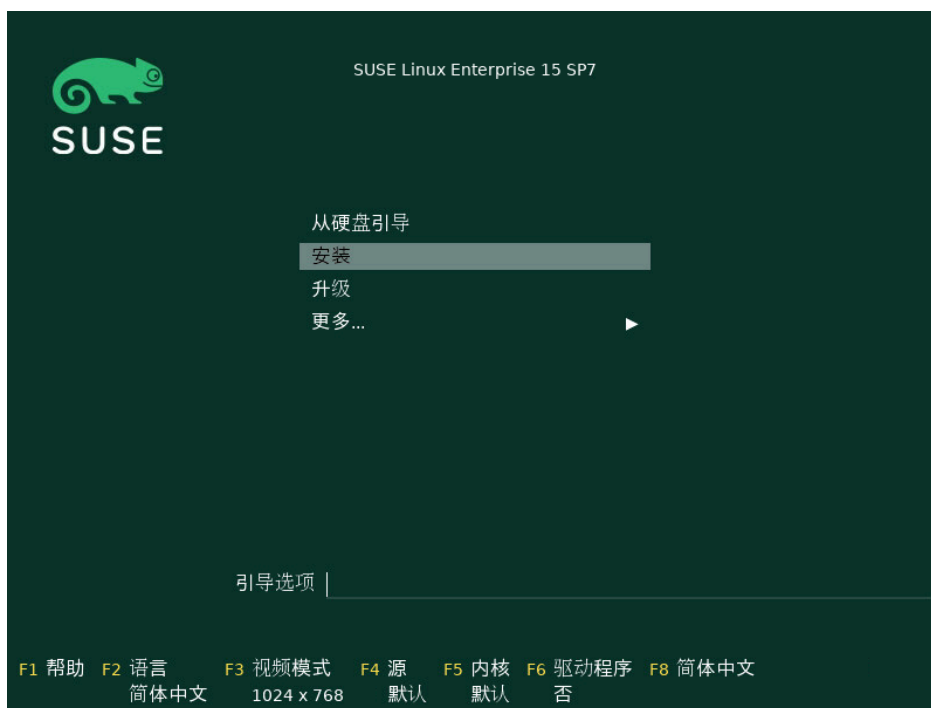 SUSE Linux Enterprise 15 SP7
SUSE
从硬盘引导
安装
升级
更多...
引导选项
F1 帮助 F2 语言 F3 视频模式 F4 源 F5 内核 F6 驱动程序 F8 简体中文
简体中文 1024 x 768 默认 默认 否